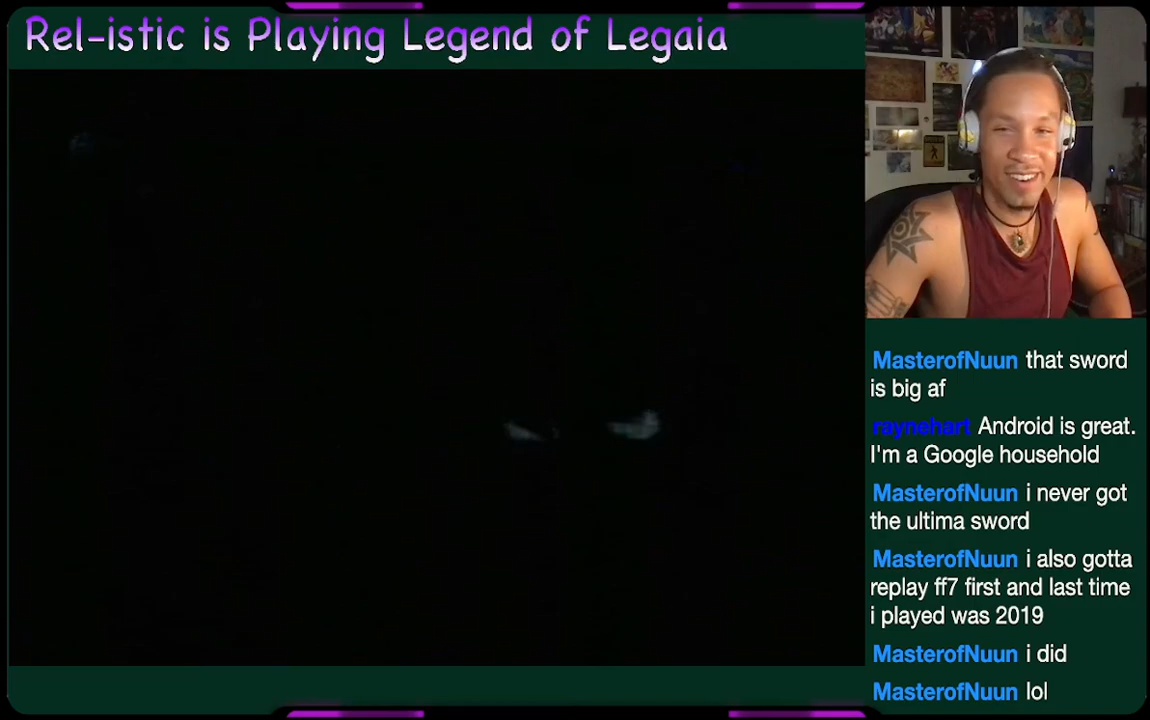 Rel-istic is Playing Legend of Legaia
MasterofNuun that sword
is big af
raynehart Android is great.
I'm a Google household
MasterofNuun i never got
the ultima sword
MasterofNuun i also gotta
replay ff7 first and last time
i played was 2019
MasterofNuun i did
MasterofNuun lol